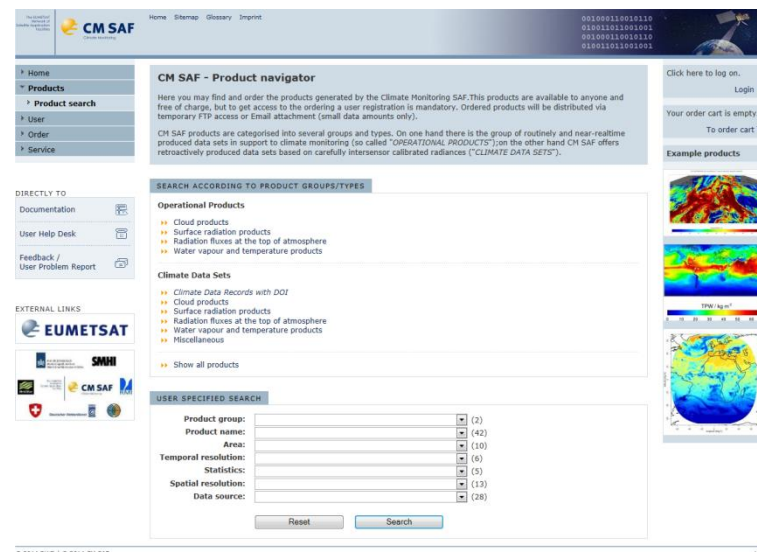 CM SAF
Climate Monitoring
Home Sitemap Glossary Imprint
001000110010110
010011011001001
001000110010110
010011011001001
Home
Products
Product search
User
Order
Service
DIRECTLY TO
Documentation
User Help Desk
Feedback /
User Problem Report
EXTERNAL LINKS
EUMETSAT
SMHI
CM SAF
CM SAF - Product navigator
Here you may find and order the products generated by the Climate Monitoring SAF.This products are available to anyone and
free of charge, but to get access to the ordering a user registration is mandatory. Ordered products will be distributed via
temporary FTP access or Email attachment (small data amounts only).
CM SAF products are categorised into several groups and types. On one hand there is the group of routinely and near-realtime
produced data sets in support to climate monitoring (so called "OPERATIONAL PRODUCTS");on the other hand CM SAF offers
retroactively produced data sets based on carefully intersensor calibrated radiances ("CLIMATE DATA SETS").
SEARCH ACCORDING TO PRODUCT GROUPS/TYPES
Operational Products
Cloud products
Surface radiation products
Radiation fluxes at the top of atmosphere
Water vapour and temperature products
Climate Data Sets
Climate Data Records with DOI
Cloud products
Surface radiation products
Radiation fluxes at the top of atmosphere
Water vapour and temperature products
Miscellaneous
Show all products
USER SPECIFIED SEARCH
Product group: (2)
Product name: (42)
Area: (10)
Temporal resolution: (6)
Statistics: (5)
Spatial resolution: (13)
Data source: (28)
Reset Search
Click here to log on.
Login
Your order cart is empty
To order cart
Example products
TPW / kg m⁻²